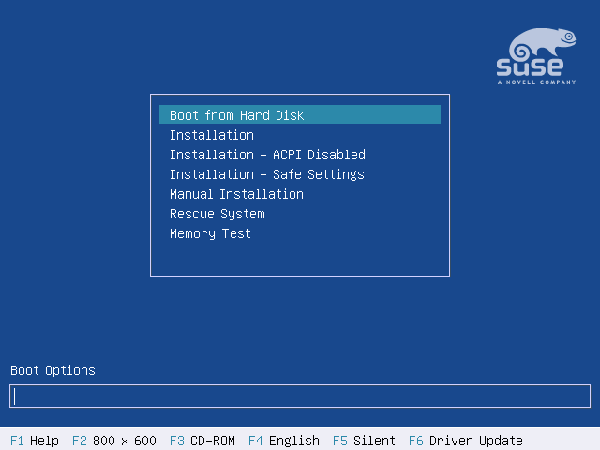 SUSE
A NOVELL COMPANY
Boot from Hard Disk
Installation
Installation - ACPI Disabled
Installation - Safe Settings
Manual Installation
Rescue System
Memory Test
Boot Options
F1 Help F2 800 x 600 F3 CD-ROM F4 English F5 Silent F6 Driver Update